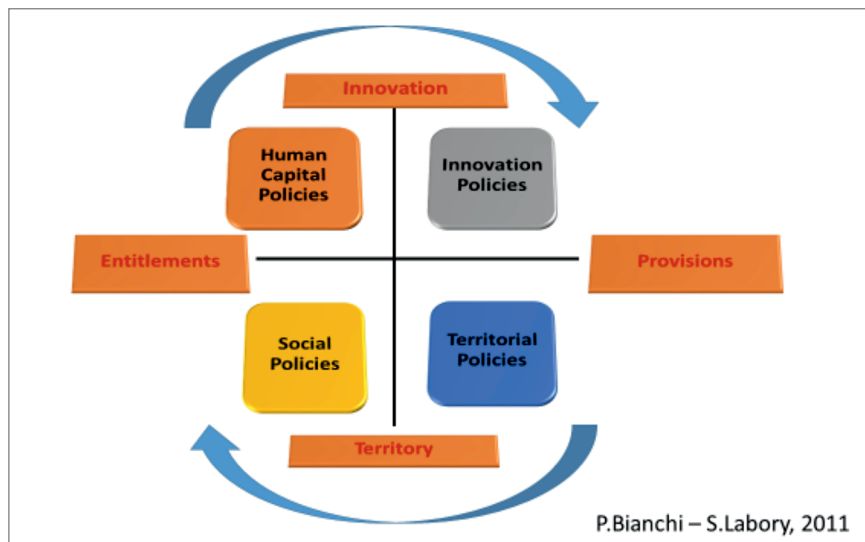 Innovation
Human
Capital
Policies
Innovation
Policies
Entitlements
Provisions
Social
Policies
Territorial
Policies
Territory
P.Bianchi – S.Labory, 2011